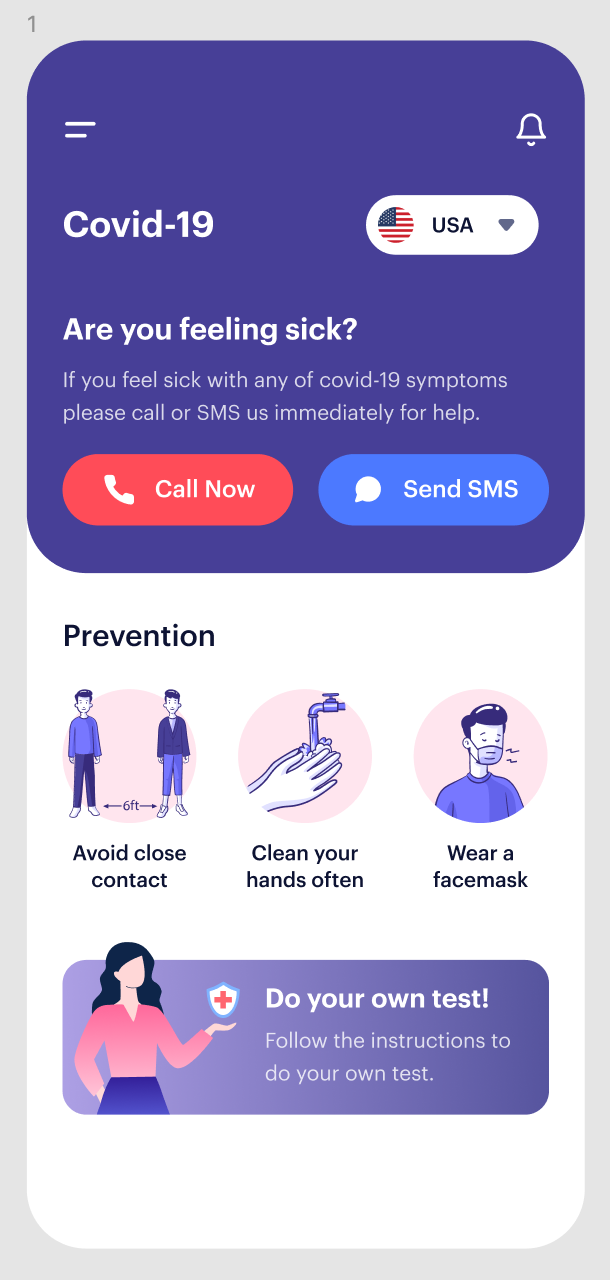 1
Covid-19
USA
Are you feeling sick?
If you feel sick with any of covid-19 symptoms
please call or SMS us immediately for help.
Call Now
Send SMS
Prevention
6ft
Avoid close
contact
Clean your
hands often
Wear a
facemask
Do your own test!
Follow the instructions to
do your own test.